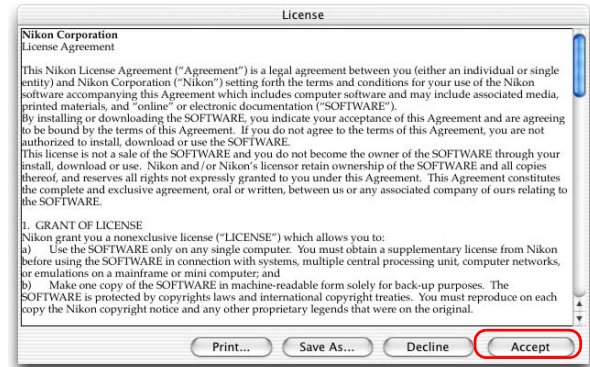 License
Nikon Corporation
License Agreement
This Nikon License Agreement (“Agreement”) is a legal agreement between you (either an individual or single
entity) and Nikon Corporation (“Nikon”) setting forth the terms and conditions for your use of the Nikon
software accompanying this Agreement which includes computer software and may include associated media,
printed materials, and “online” or electronic documentation (“SOFTWARE”).
By installing or downloading the SOFTWARE, you indicate your acceptance of this Agreement and are agreeing
to be bound by the terms of this Agreement.  If you do not agree to the terms of this Agreement, you are not
authorized to install, download or use the SOFTWARE.
This license is not a sale of the SOFTWARE and you do not become the owner of the SOFTWARE through your
install, download or use.  Nikon and/or Nikon’s licensor retain ownership of the SOFTWARE and all copies
thereof, and reserves all rights not expressly granted to you under this Agreement.  This Agreement constitutes
the complete and exclusive agreement, oral or written, between us or any associated company of ours relating to
the SOFTWARE.
1.  GRANT OF LICENSE
Nikon grant you a nonexclusive license (“LICENSE”) which allows you to:
a)    Use the SOFTWARE only on any single computer.  You must obtain a supplementary license from Nikon
before using the SOFTWARE in connection with systems, multiple central processing unit, computer networks,
or emulations on a mainframe or mini computer; and
b)    Make one copy of the SOFTWARE in machine-readable form solely for back-up purposes.  The
SOFTWARE is protected by copyrights laws and international copyright treaties.  You must reproduce on each
copy the Nikon copyright notice and any other proprietary legends that were on the original.
Print... Save As... Decline Accept